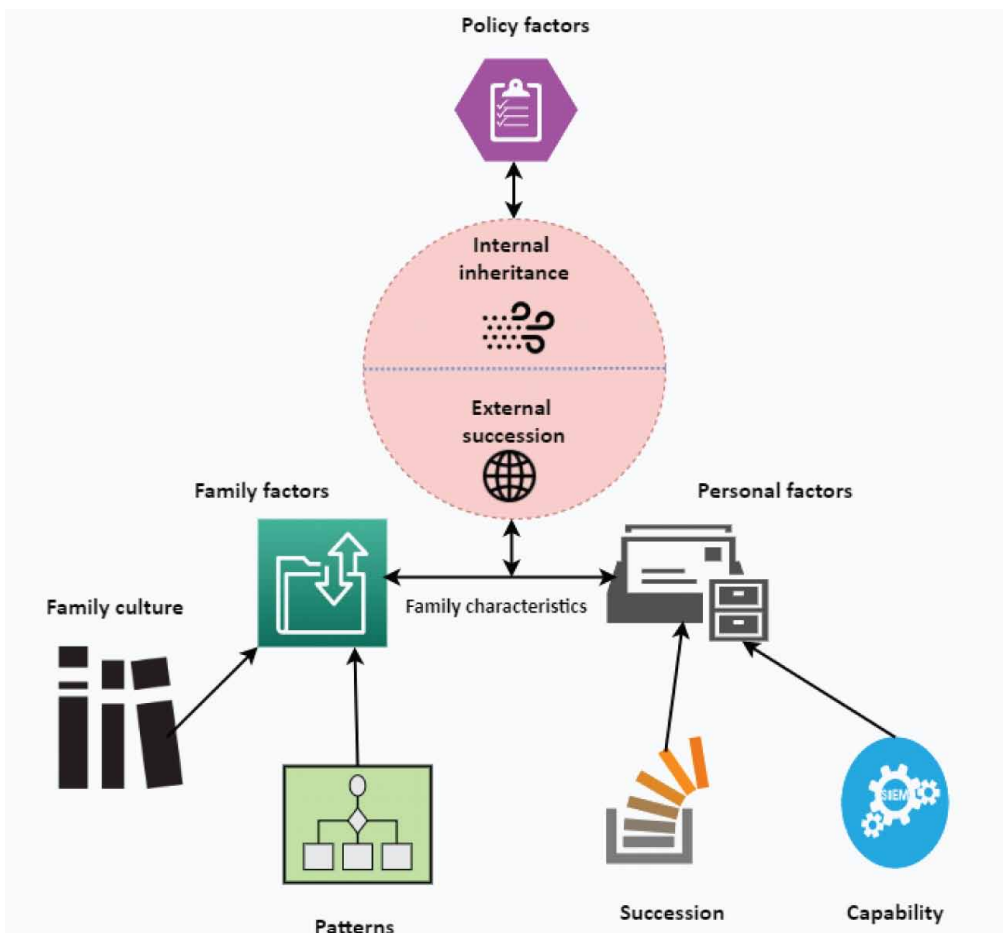 Policy factors
Internal
inheritance
External
succession
Family factors
Personal factors
Family characteristics
Family culture
SIEM
Patterns
Succession
Capability